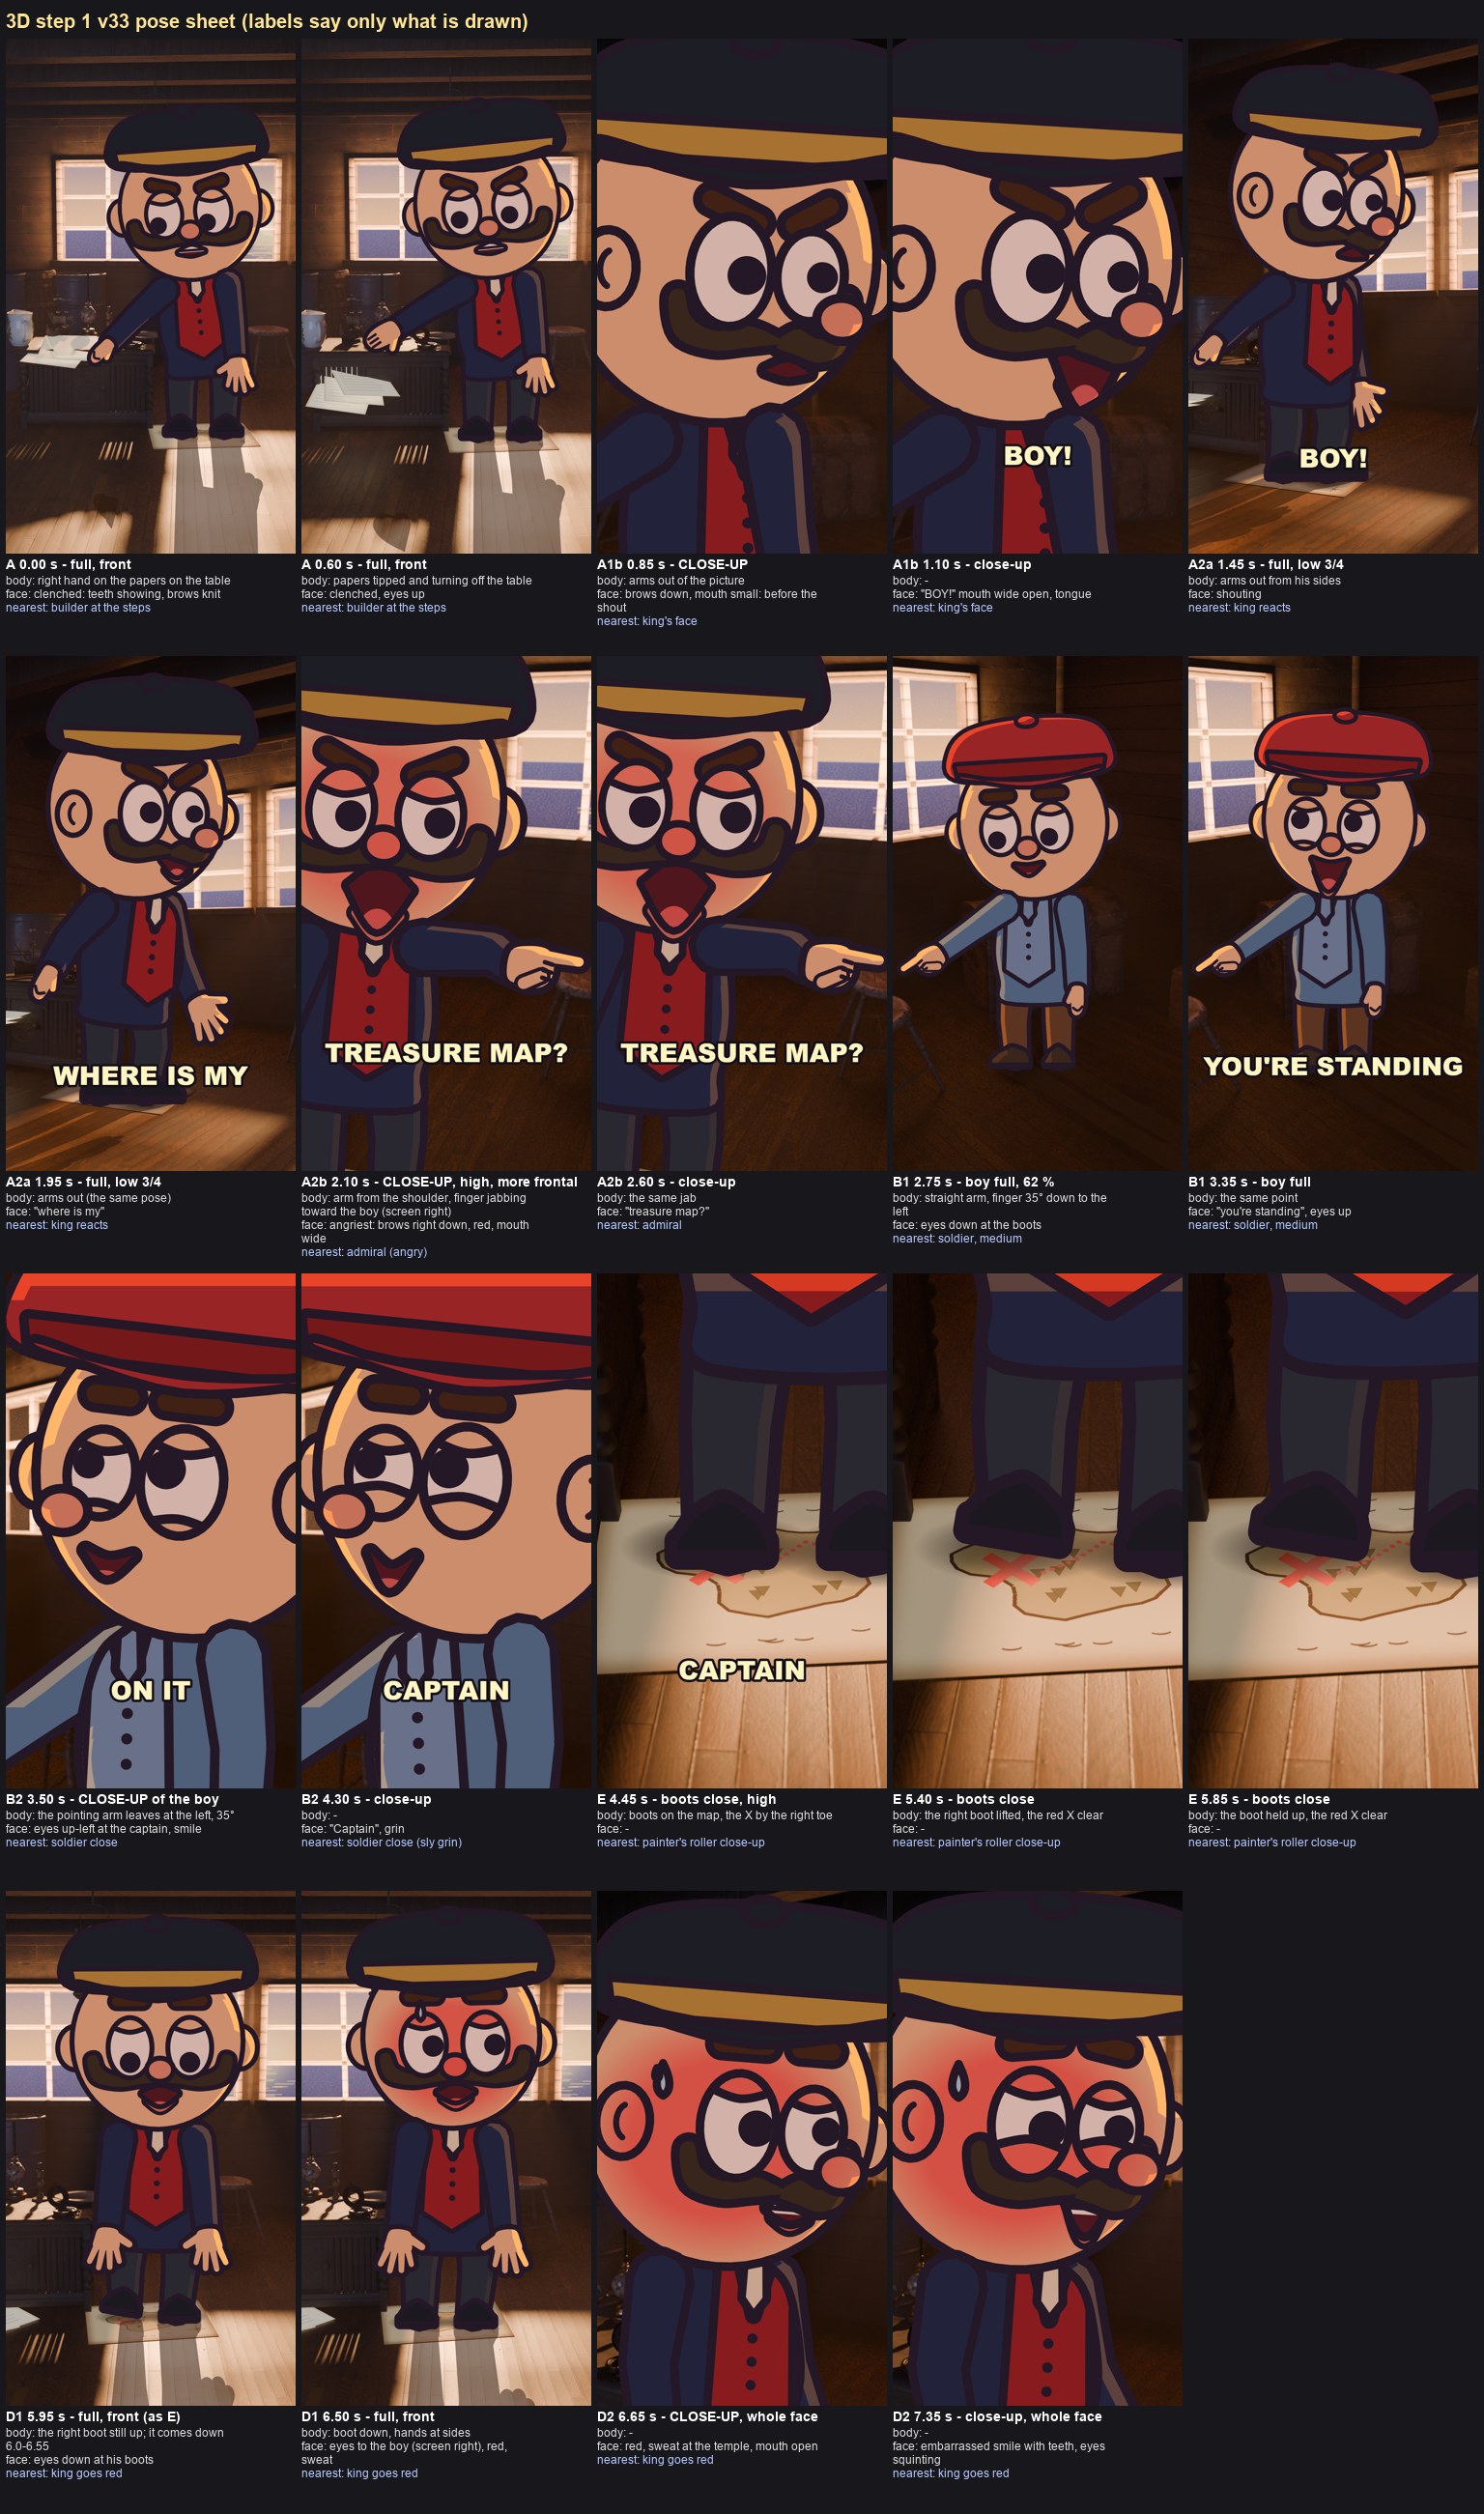 3D step 1 v33 pose sheet (labels say only what is drawn)
BOY!
BOY!
A 0.00 s - full, front
body: right hand on the papers on the table
face: clenched: teeth showing, brows knit
nearest: builder at the steps
A 0.60 s - full, front
body: papers tipped and turning off the table
face: clenched, eyes up
nearest: builder at the steps
A1b 0.85 s - CLOSE-UP
body: arms out of the picture
face: brows down, mouth small: before the
shout
nearest: king's face
A1b 1.10 s - close-up
body: -
face: "BOY!" mouth wide open, tongue
nearest: king's face
A2a 1.45 s - full, low 3/4
body: arms out from his sides
face: shouting
nearest: king reacts
WHERE IS MY
TREASURE MAP?
TREASURE MAP?
YOU'RE STANDING
A2a 1.95 s - full, low 3/4
body: arms out (the same pose)
face: "where is my"
nearest: king reacts
A2b 2.10 s - CLOSE-UP, high, more frontal
body: arm from the shoulder, finger jabbing
toward the boy (screen right)
face: angriest: brows right down, red, mouth
wide
nearest: admiral (angry)
A2b 2.60 s - close-up
body: the same jab
face: "treasure map?"
nearest: admiral
B1 2.75 s - boy full, 62 %
body: straight arm, finger 35° down to the
left
face: eyes down at the boots
nearest: soldier, medium
B1 3.35 s - boy full
body: the same point
face: "you're standing", eyes up
nearest: soldier, medium
ON IT
CAPTAIN
CAPTAIN
B2 3.50 s - CLOSE-UP of the boy
body: the pointing arm leaves at the left, 35°
face: eyes up-left at the captain, smile
nearest: soldier close
B2 4.30 s - close-up
body: -
face: "Captain", grin
nearest: soldier close (sly grin)
E 4.45 s - boots close, high
body: boots on the map, the X by the right toe
face: -
nearest: painter's roller close-up
E 5.40 s - boots close
body: the right boot lifted, the red X clear
face: -
nearest: painter's roller close-up
E 5.85 s - boots close
body: the boot held up, the red X clear
face: -
nearest: painter's roller close-up
D1 5.95 s - full, front (as E)
body: the right boot still up; it comes down
6.0-6.55
face: eyes down at his boots
nearest: king goes red
D1 6.50 s - full, front
body: boot down, hands at sides
face: eyes to the boy (screen right), red,
sweat
nearest: king goes red
D2 6.65 s - CLOSE-UP, whole face
body: -
face: red, sweat at the temple, mouth open
nearest: king goes red
D2 7.35 s - close-up, whole face
body: -
face: embarrassed smile with teeth, eyes
squinting
nearest: king goes red